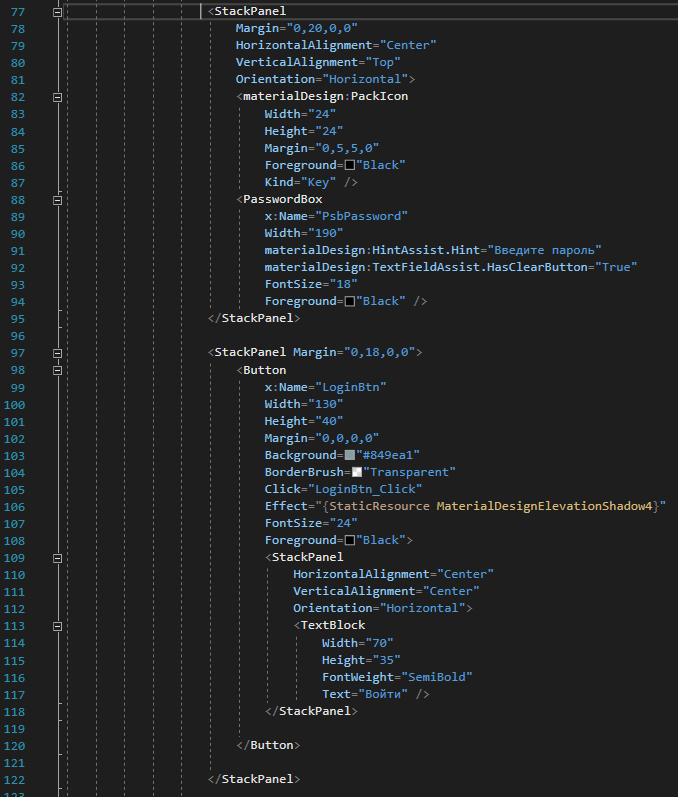 77 <StackPanel
78 Margin="0,20,0,0"
79 HorizontalAlignment="Center"
80 VerticalAlignment="Top"
81 Orientation="Horizontal">
82 <materialDesign:PackIcon
83 Width="24"
84 Height="24"
85 Margin="0,5,5,0"
86 Foreground="Black"
87 Kind="Key" />
88 <PasswordBox
89 x:Name="PsbPassword"
90 Width="190"
91 materialDesign:HintAssist.Hint="Введите пароль"
92 materialDesign:TextFieldAssist.HasClearButton="True"
93 FontSize="18"
94 Foreground="Black" />
95 </StackPanel>
96
97 <StackPanel Margin="0,18,0,0">
98 <Button
99 x:Name="LoginBtn"
100 Width="130"
101 Height="40"
102 Margin="0,0,0,0"
103 Background="#849ea1"
104 BorderBrush="Transparent"
105 Click="LoginBtn_Click"
106 Effect="{StaticResource MaterialDesignElevationShadow4}"
107 FontSize="24"
108 Foreground="Black">
109 <StackPanel
110 HorizontalAlignment="Center"
111 VerticalAlignment="Center"
112 Orientation="Horizontal">
113 <TextBlock
114 Width="70"
115 Height="35"
116 FontWeight="SemiBold"
117 Text="Войти" />
118 </StackPanel>
119
120 </Button>
121
122 </StackPanel>
123